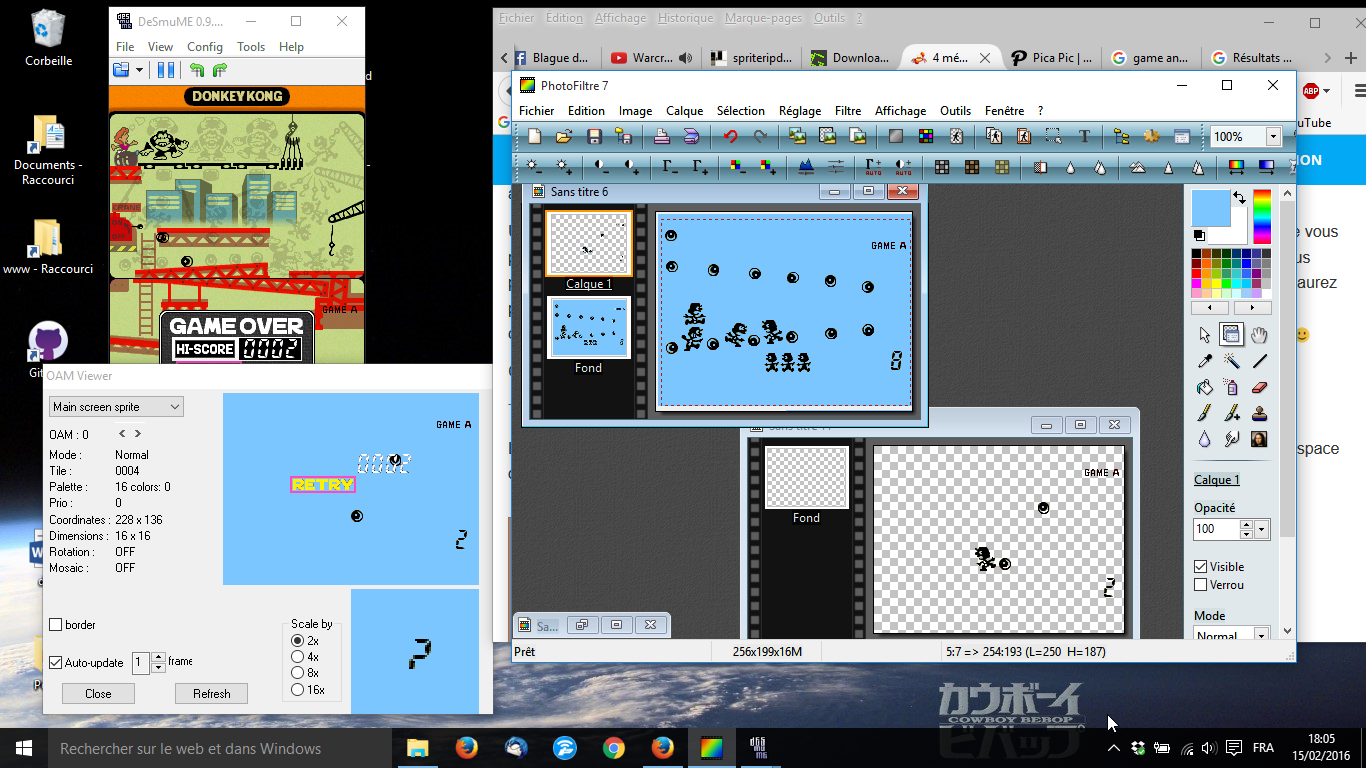 Corbeille
Documents -
Raccourci
www - Raccourci
DeSmuME 0.9....
File View Config Tools Help
DONKEY KONG
GAME A
GAME OVER
HI-SCORE 0002
OAM Viewer
Main screen sprite
OAM : 0
Mode : Normal
Tile : 0004
Palette : 16 colors: 0
Prio : 0
Coordinates : 228 x 136
Dimensions : 16 x 16
Rotation : OFF
Mosaic : OFF
GAME A
0002
RETRY
2
border
Auto-update 1 frame
Close Refresh
2
Scale by
2x
4x
8x
16x
Fichier Édition Affichage Historique Marque-pages Outils ?
Blague d...
Warcr...
spriteripd...
Downloa...
4 mé...
Pica Pic | ...
game an...
Résultats ...
ABP
uTube
ION
e vous
us
aurez
space
PhotoFiltre 7
Fichier Edition Image Calque Sélection Réglage Filtre Affichage Outils Fenêtre ?
100%
Sans titre 6
Calque 1
Fond
GAME A
0
Fond
GAME A
2
Sa...
Calque 1
Opacité
100
Visible
Verrou
Mode
Normal
Prêt 256x199x16M 5:7 => 254:193 (L=250 H=187)
カウボーイ
COWBOY BEBOP
ビバップ
Rechercher sur le web et dans Windows
FRA
18:05
15/02/2016